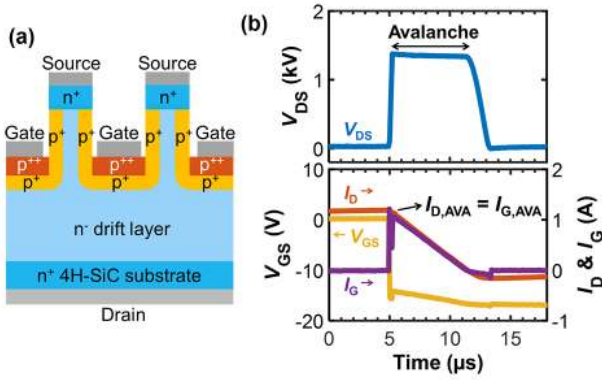 (a)
Source Source
n+ n+
p+ p+ p+ p+
Gate Gate Gate
p++ p++ p++
p+ p+ p+
n- drift layer
n+ 4H-SiC substrate
Drain
(b)
Avalanche
VDS (kV)
2
1
0
VDS
VGS (V)
10
0
-10
-20
ID →
← VGS
IG →
ID,AVA = IG,AVA
ID & IG (A)
2
1
0
-1
0 5 10 15
Time (µs)